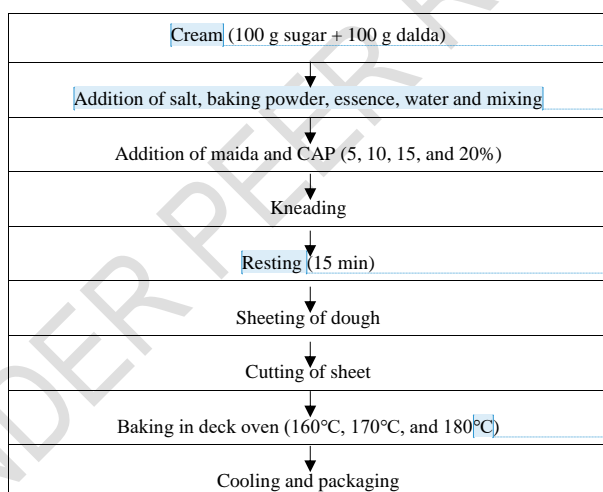 Cream (100 g sugar + 100 g dalda)
Addition of salt, baking powder, essence, water and mixing
Addition of maida and CAP (5, 10, 15, and 20%)
Kneading
Resting (15 min)
Sheeting of dough
Cutting of sheet
Baking in deck oven (160℃, 170℃, and 180℃)
Cooling and packaging
NDER PEER R